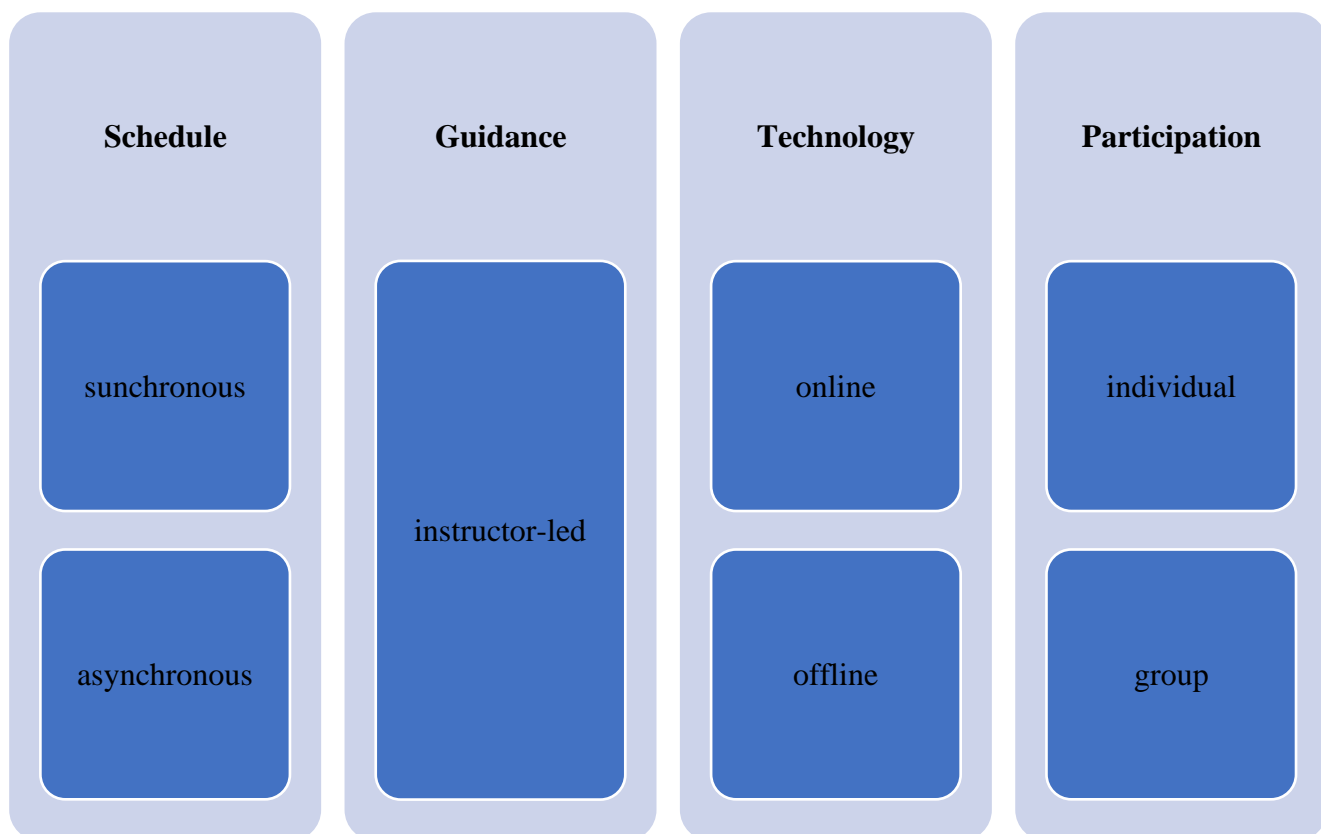 Schedule
sunchronous
asynchronous
Guidance
instructor-led
Technology
online
offline
Participation
individual
group